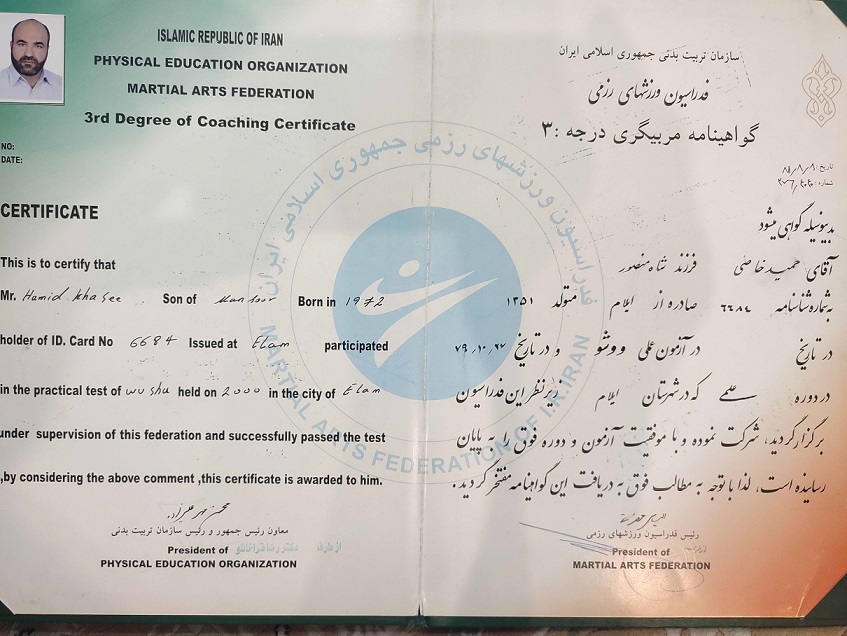 ISLAMIC REPUBLIC OF IRAN
PHYSICAL EDUCATION ORGANIZATION
MARTIAL ARTS FEDERATION
3rd Degree of Coaching Certificate
NO:
DATE:
CERTIFICATE
This is to certify that
Mr. Hamid khasee Son of Mansoor Born in 1972
holder of ID. Card No 6684 Issued at Elam participated
in the practical test of wu shu held on 2000 in the city of Elam
under supervision of this federation and successfully passed the test
,by considering the above comment ,this certificate is awarded to him.
معاون رئیس جمهور و رئیس سازمان تربیت بدنی
President of
PHYSICAL EDUCATION ORGANIZATION
سازمان تربیت بدنی جمهوری اسلامی ایران
فدراسیون ورزشهای رزمی
گواهینامه مربیگری درجه :۳
تاریخ:
شماره:
بدینوسیله گواهی میشود
آقای حمید خاصی فرزند شاه منصور
به شماره شناسنامه ۶۶۸۴ صادره از ایلام متولد ۱۳۵۱
در تاریخ در آزمون عملی ووشو و در تاریخ
در دوره علمی که در شهرستان ایلام زیر نظر این فدراسیون
برگزار گردید، شرکت نموده و با موفقیت آزمون و دوره فوق را به پایان
رسانیده است، لذا با توجه به مطالب فوق به دریافت این گواهینامه مفتخر گردید.
رئیس فدراسیون ورزشهای رزمی
President of
MARTIAL ARTS FEDERATION
فدراسیون ورزشهای رزمی جمهوری اسلامی ایران
MARTIAL ARTS FEDERATION OF I.R.IRAN